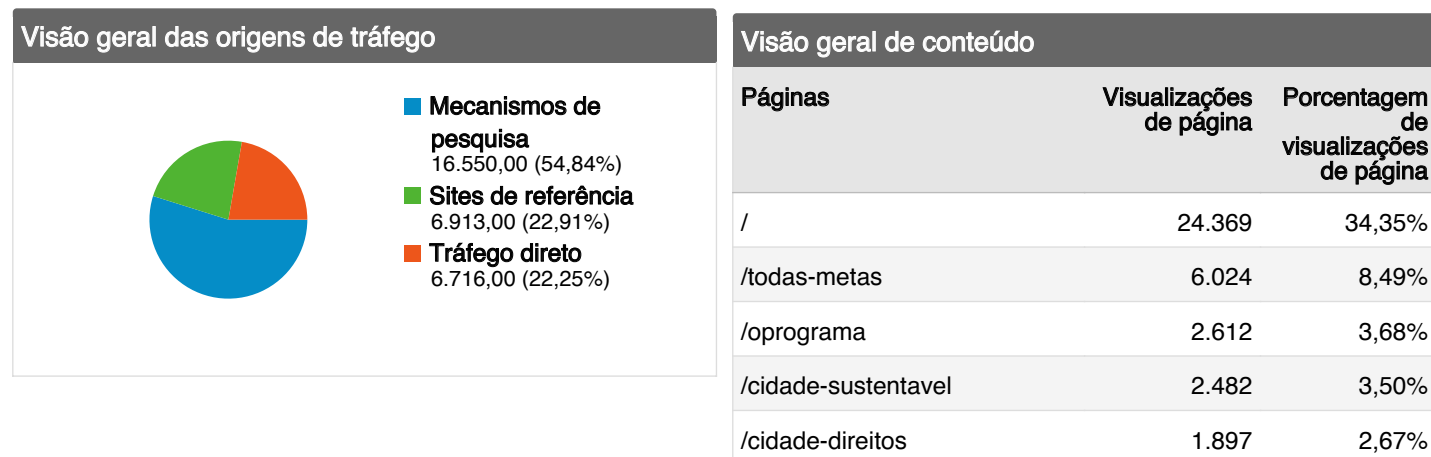 Visão geral das origens de tráfego
Mecanismos de
pesquisa
16.550,00 (54,84%)
Sites de referência
6.913,00 (22,91%)
Tráfego direto
6.716,00 (22,25%)
Visão geral de conteúdo
Páginas Visualizações de página Porcentagem de visualizações de página
/ 24.369 34,35%
/todas-metas 6.024 8,49%
/oprograma 2.612 3,68%
/cidade-sustentavel 2.482 3,50%
/cidade-direitos 1.897 2,67%